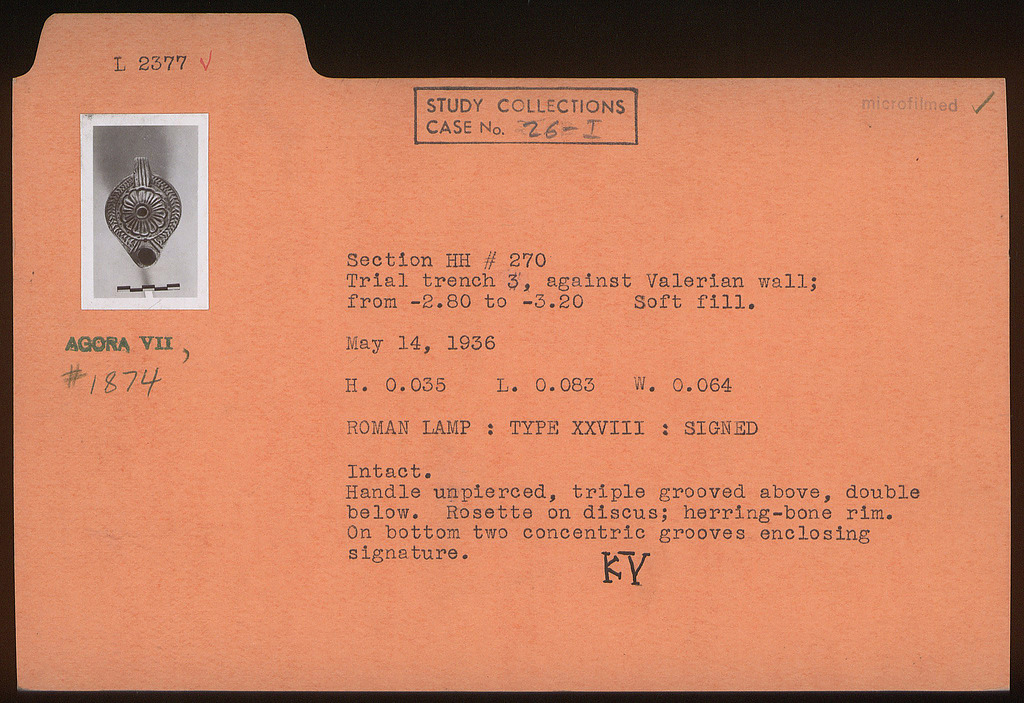 L 2377 ✓
STUDY COLLECTIONS
CASE No. 26-I
microfilmed ✓
Section HH # 270
Trial trench 3, against Valerian wall;
from -2.80 to -3.20 Soft fill.
AGORA VII,
#1874
May 14, 1936
H. 0.035 L. 0.083 W. 0.064
ROMAN LAMP : TYPE XXVIII : SIGNED
Intact.
Handle unpierced, triple grooved above, double
below. Rosette on discus; herring-bone rim.
On bottom two concentric grooves enclosing
signature.
ΚΥ